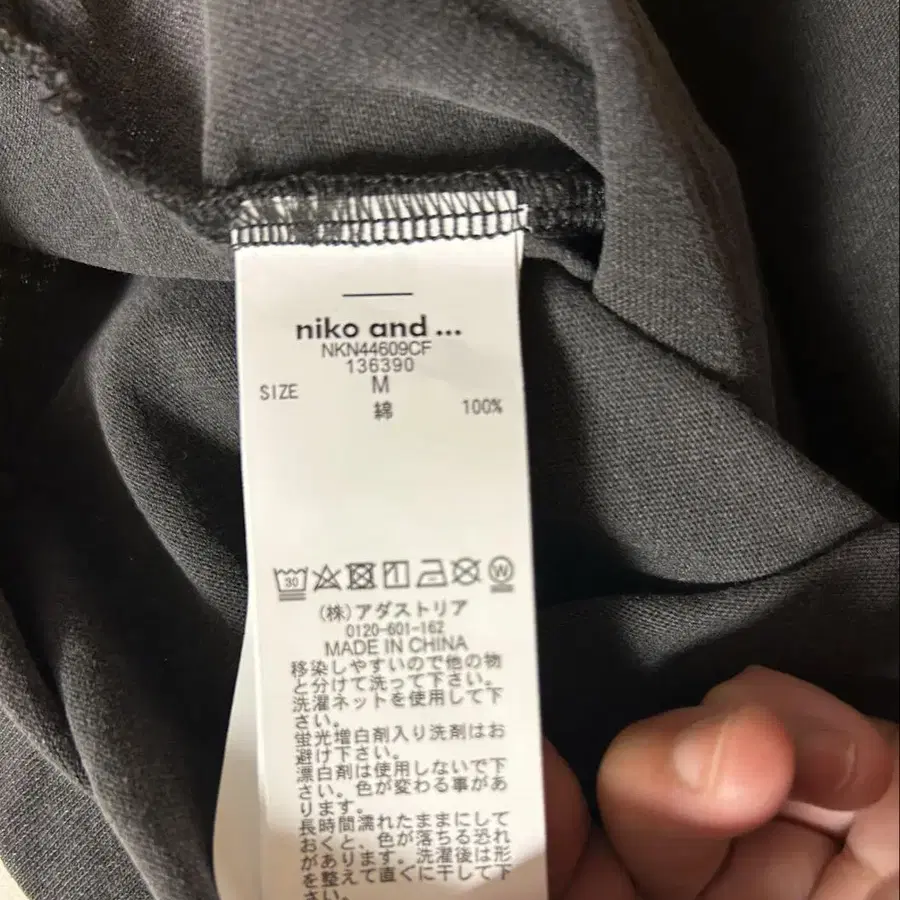 niko and ...
NKN44609CF
136390
SIZE M
綿 100%
30 W
(株)アダストリア
0120-601-162
MADE IN CHINA
移染しやすいので他の物
と分けて洗って下さい。
洗濯ネットを使用して下
さい。
蛍光増白剤入り洗剤はお
避け下さい。
漂白剤は使用しないで下
さい。色が変わる事があ
ります。
長時間濡れたままにして
おくと、色が落ちる恐れ
があります。洗濯後は形
を整えて直ぐに干して下
さい。